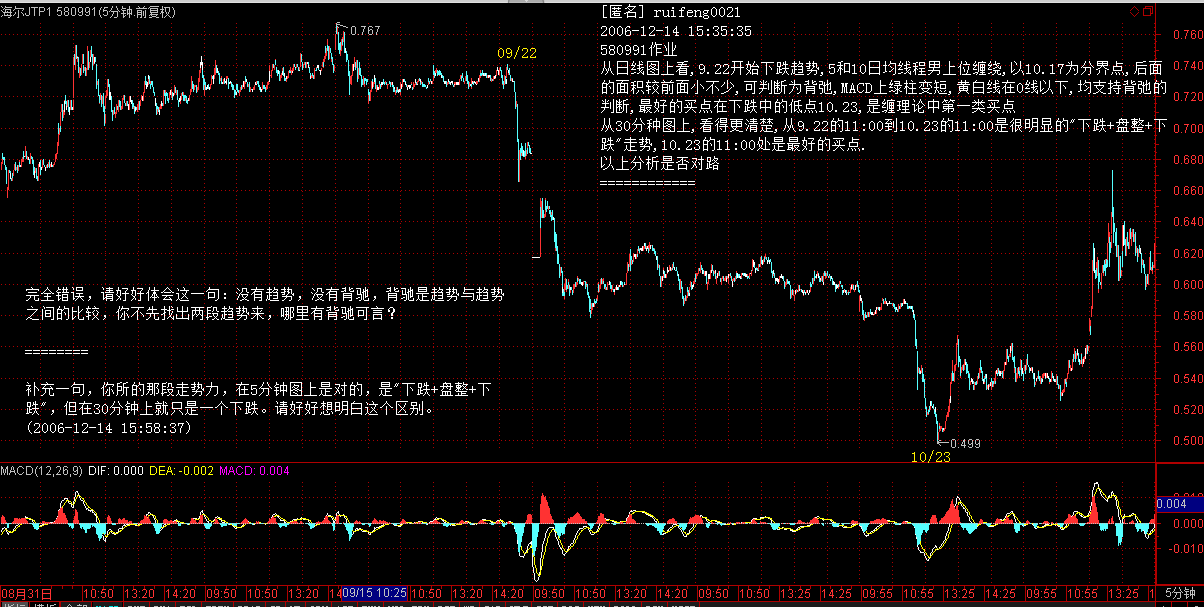 海尔JTP1 580991(5分钟.前复权)
[匿名] ruifeng0021
2006-12-14 15:35:35
580991作业
从日线图上看,9.22开始下跌趋势,5和10日均线程男上位缠绕,以10.17为分界点,后面
的面积较前面小不少,可判断为背弛,MACD上绿柱变短,黄白线在0线以下,均支持背弛的
判断,最好的买点在下跌中的低点10.23,是缠理论中第一类买点
从30分种图上,看得更清楚,从9.22的11:00到10.23的11:00是很明显的"下跌+盘整+下
跌"走势,10.23的11:00处是最好的买点.
以上分析是否对路
============
0.767
09/22
完全错误，请好好体会这一句：没有趋势，没有背驰，背驰是趋势与趋势
之间的比较，你不先找出两段趋势来，哪里有背驰可言？
========
补充一句，你所的那段走势力，在5分钟图上是对的，是"下跌+盘整+下
跌"，但在30分钟上就只是一个下跌。请好好想明白这个区别。
(2006-12-14 15:58:37)
0.499
10/23
0.760
0.740
0.720
0.700
0.680
0.660
0.640
0.620
0.600
0.580
0.560
0.540
0.520
0.500
MACD(12,26,9) DIF: 0.000 DEA: -0.002 MACD: 0.004
0.004
0.000
-0.010
08月31日 10:50 13:20 14:20 09:50 10:50 13:20 14 09/15 10:25 10:50 13:20 14:20 09:50 10:50 13:20 14:20 09:50 10:50 13:25 14:25 09:55 10:55 13:25 14:25 09:55 10:55 13:25 5分钟